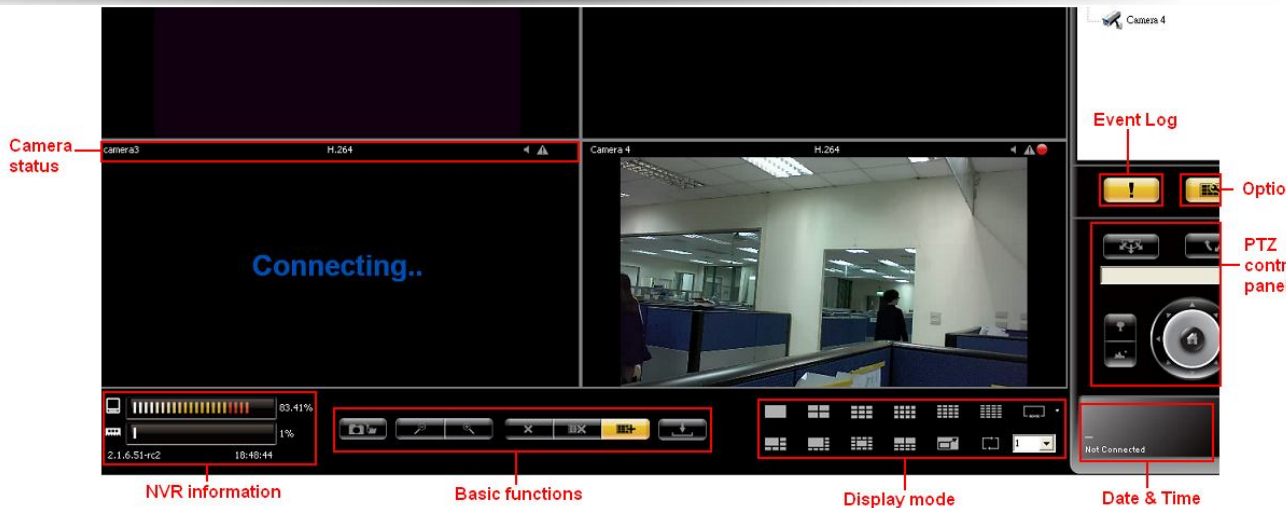 Camera 4
Event Log
Camera status
camera3 H.264
Camera 4 H.264
!
Optio
Connecting..
PTZ contr panel
83.41%
1%
2.1.6.51-rc2 18:48:44
1
Not Connected
NVR information
Basic functions
Display mode
Date & Time